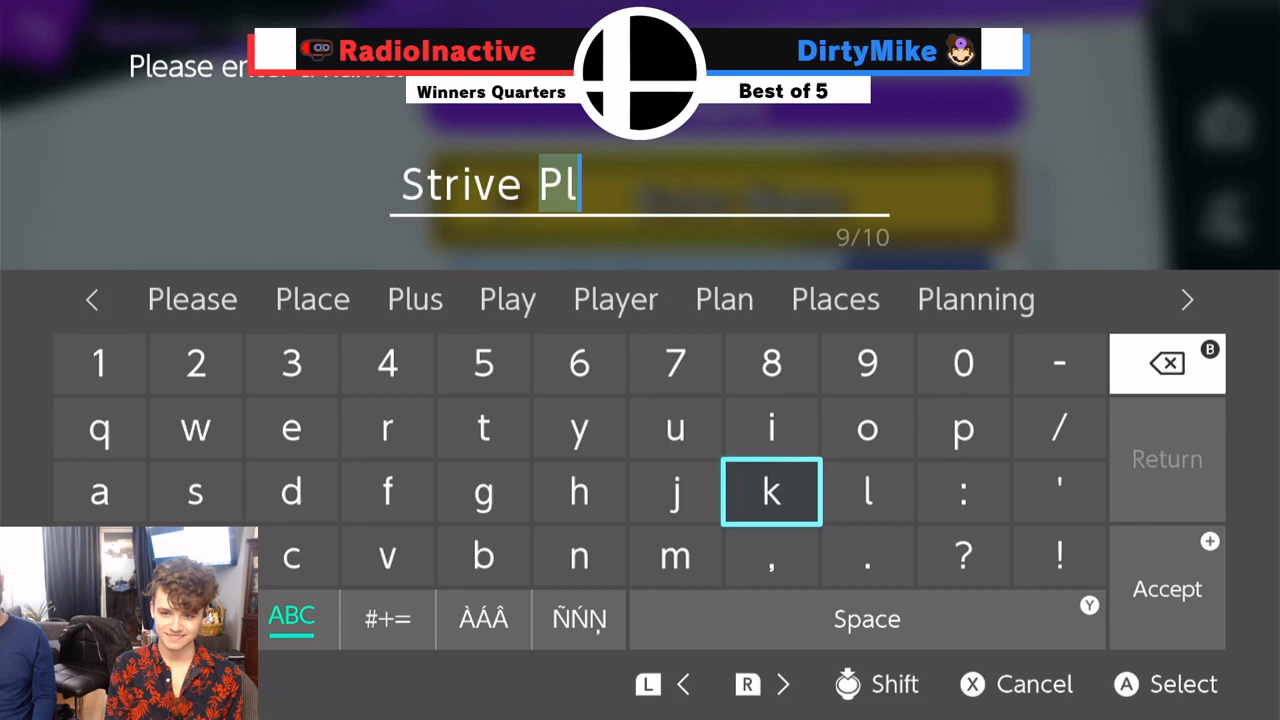 RadioInactive
DirtyMike
Please en
Winners Quarters
Best of 5
Strive Pl
9/10
< Please Place Plus Play Player Plan Places Planning >
1 2 3 4 5 6 7 8 9 0 - B
q w e r t y u i o p /
Return
a s d f g h j k l : '
c v b n m , . ? ! +
Accept
ABC #+= ÀÁÂ ÑŃŅ Space Y
L < R > Shift X Cancel A Select